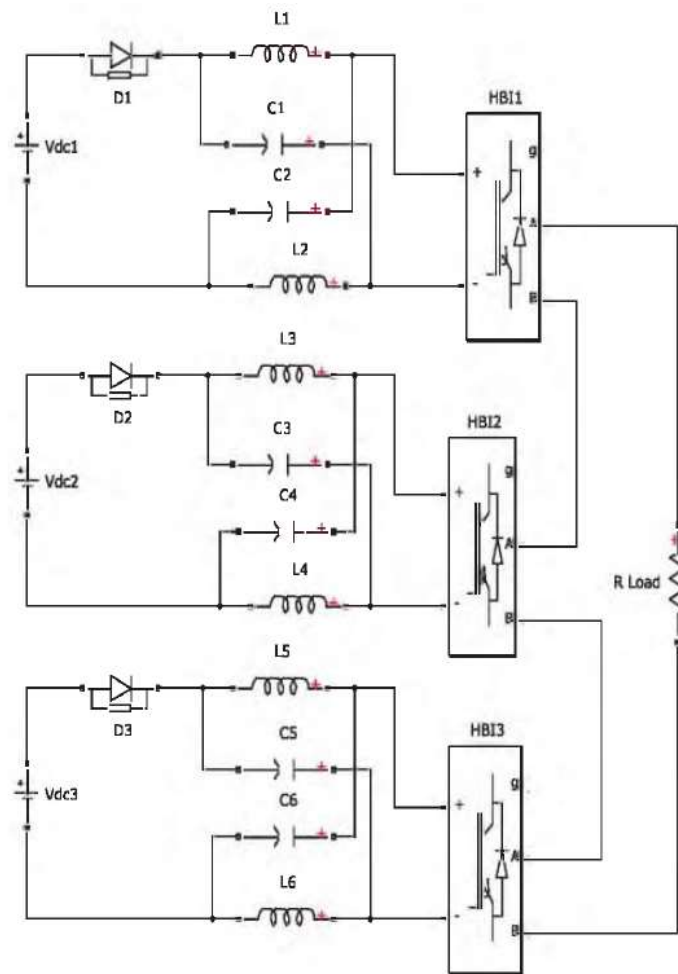 L1
D1
C1
HBI1
Vdc1
+
g
C2
+
A
L2
-
B
L3
D2
C3
HBI2
Vdc2
+
g
C4
A
L4
-
B
R Load
L5
D3
C5
HBI3
Vdc3
+
g
C6
A
L6
-
B